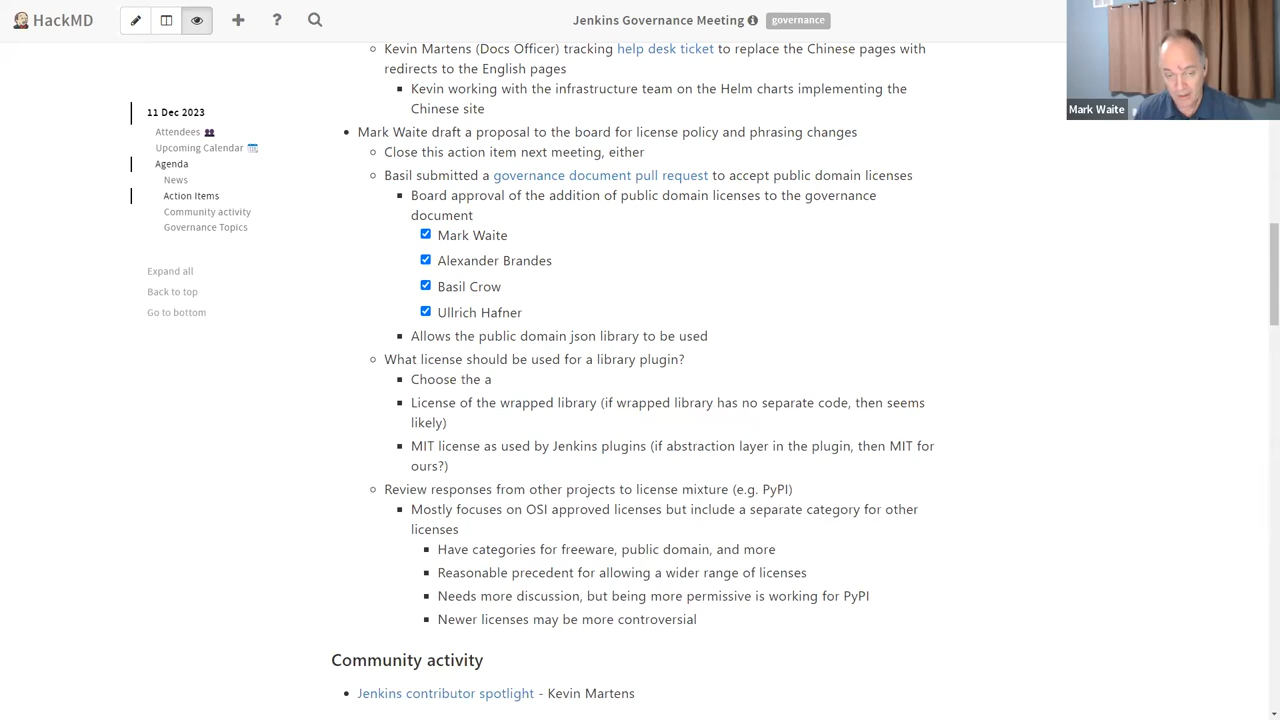 HackMD
Jenkins Governance Meeting
governance
Mark Waite
11 Dec 2023
Attendees
Upcoming Calendar
Agenda
News
Action Items
Community activity
Governance Topics
Expand all
Back to top
Go to bottom
Kevin Martens (Docs Officer) tracking help desk ticket to replace the Chinese pages with
redirects to the English pages
Kevin working with the infrastructure team on the Helm charts implementing the
Chinese site
Mark Waite draft a proposal to the board for license policy and phrasing changes
Close this action item next meeting, either
Basil submitted a governance document pull request to accept public domain licenses
Board approval of the addition of public domain licenses to the governance
document
Mark Waite
Alexander Brandes
Basil Crow
Ullrich Hafner
Allows the public domain json library to be used
What license should be used for a library plugin?
Choose the a
License of the wrapped library (if wrapped library has no separate code, then seems
likely)
MIT license as used by Jenkins plugins (if abstraction layer in the plugin, then MIT for
ours?)
Review responses from other projects to license mixture (e.g. PyPI)
Mostly focuses on OSI approved licenses but include a separate category for other
licenses
Have categories for freeware, public domain, and more
Reasonable precedent for allowing a wider range of licenses
Needs more discussion, but being more permissive is working for PyPI
Newer licenses may be more controversial
Community activity
Jenkins contributor spotlight - Kevin Martens